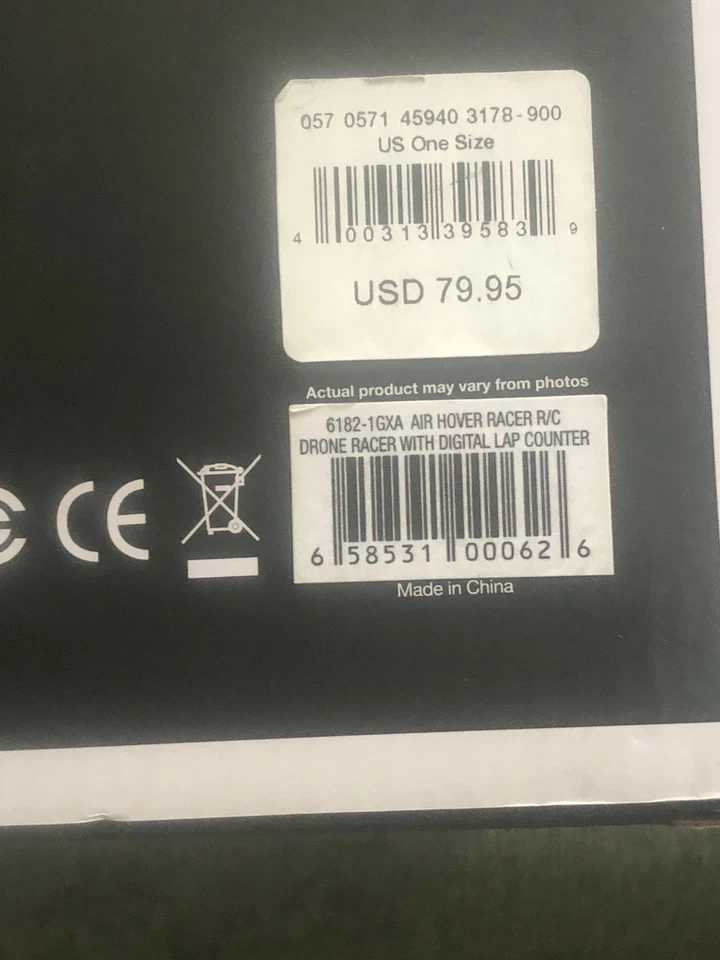 057 0571 45940 3178-900
US One Size
4 00313 39583 9
USD 79.95
Actual product may vary from photos
6182-1GXA AIR HOVER RACER R/C
DRONE RACER WITH DIGITAL LAP COUNTER
6 58531 00062 6
Made in China
CE